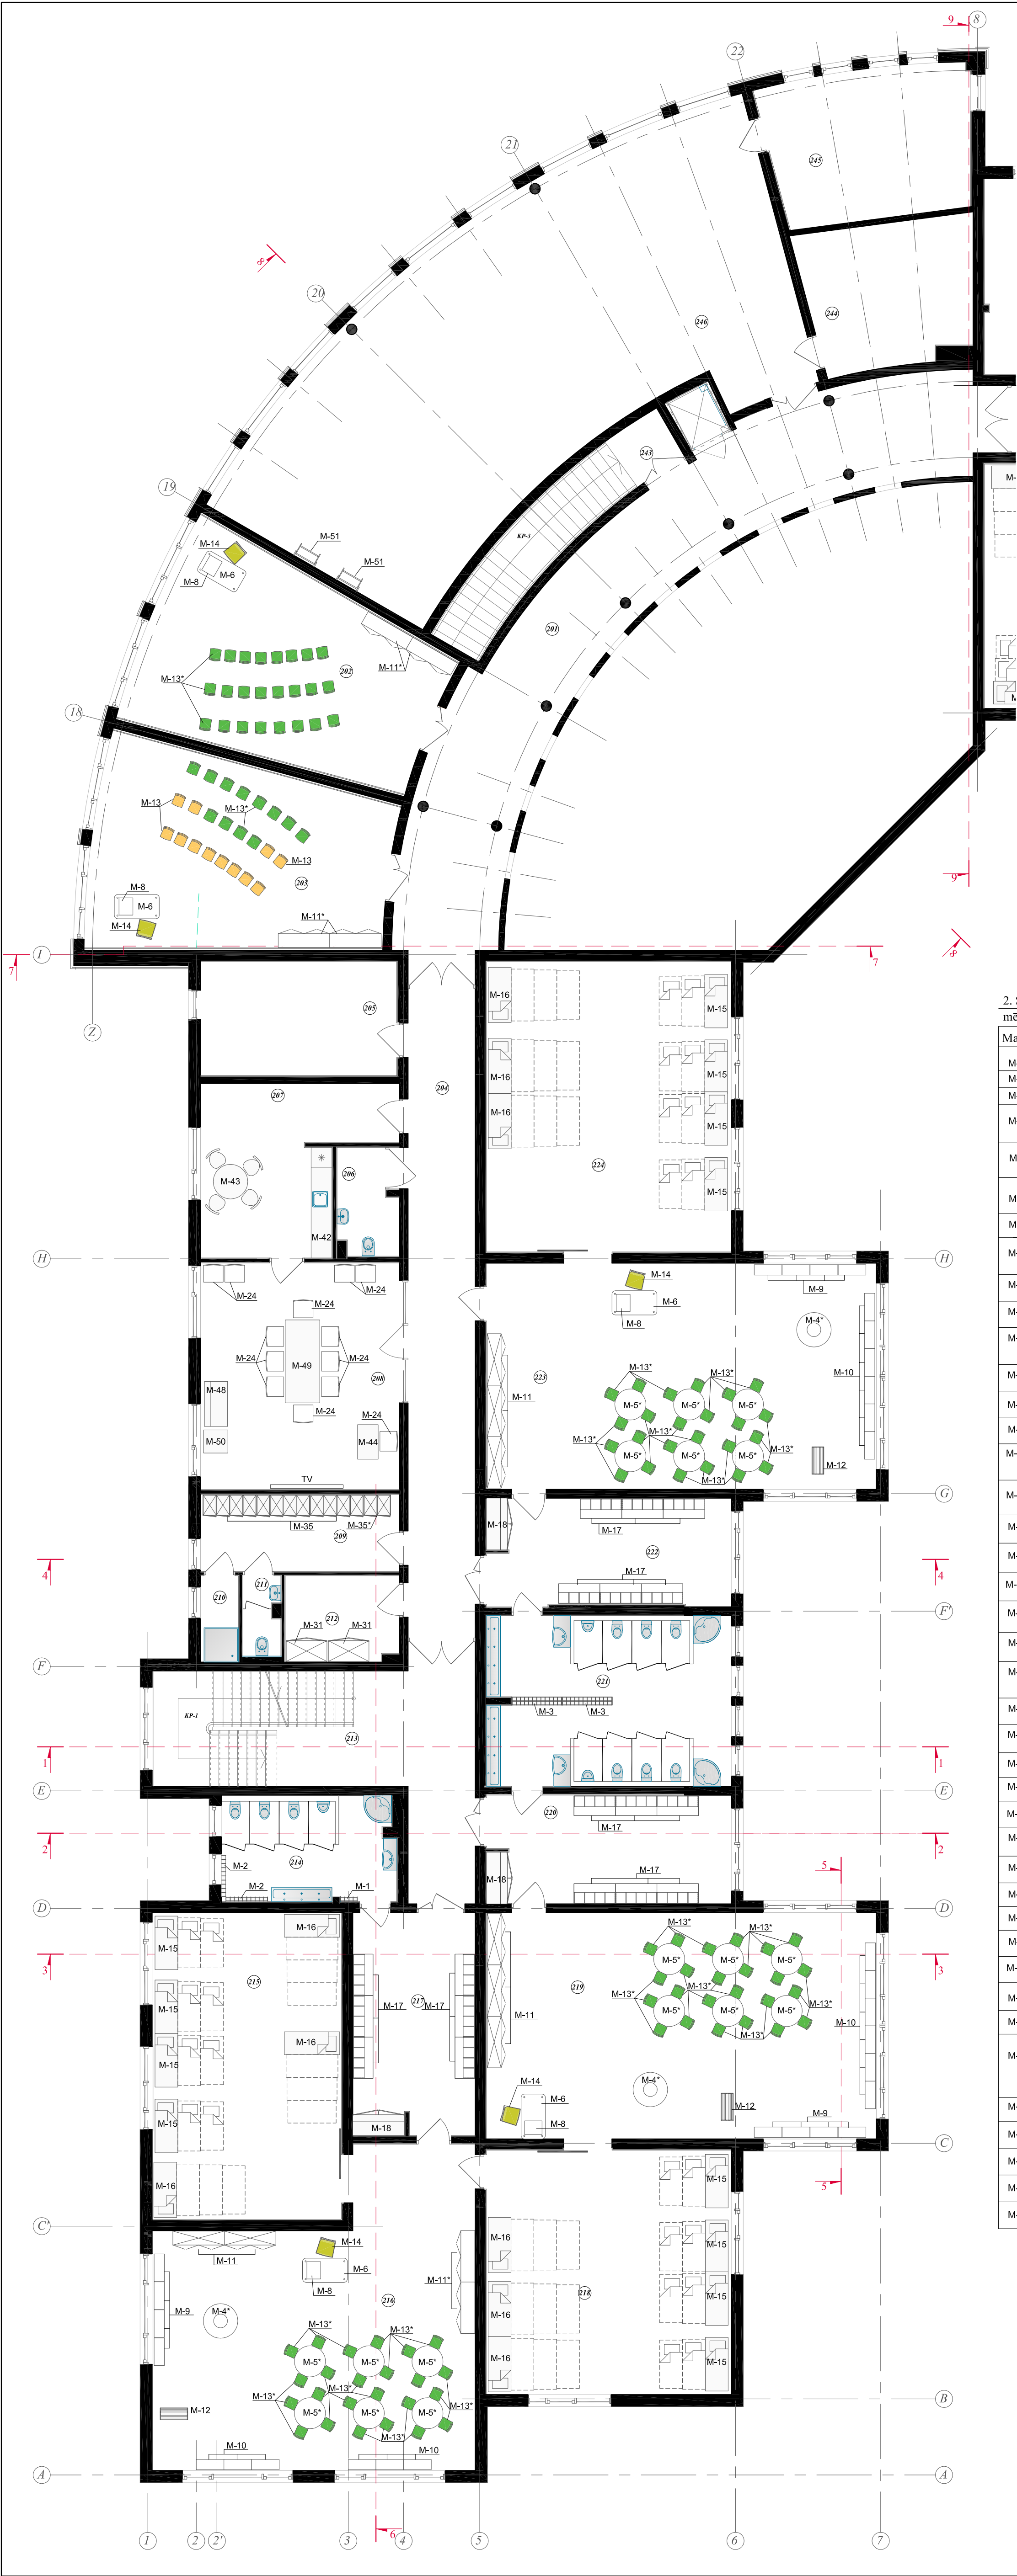 9
8
22
21
245
20
8
244
246
19
243
M-51
M-14
M-6
M-51
M-8
KP-3
201
M-11*
202
M-13*
18
M-13
M-13*
M-13
203
M-8
M-6
M-14
M-11*
9
8
I
7
7
205
M-16
M-15
2.
Z
204
207
M-16
M-15
M-16
M-15
M-43
206
224
M-42
M-15
H
H
M-24
M-24
M-14
M-6
M-8
M-9
M-24
M-4*
M-24
M-49
M-24
208
223
M-13*
M-13*
M-10
M-48
M-11
M-5*
M-5*
M-5*
M-24
M-24
M-50
M-44
M-13*
M-13*
M-13*
M-5*
M-5*
M-5*
M-13*
M-12
TV
G
M-35
M-35*
M-18
M-17
209
222
4
4
M-17
210
211
212
F'
M-31
M-31
F
221
KP-1
M-3
M-3
213
1
1
E
E
220
M-17
2
2
214
M-2
M-17
5
M-18
M-2
M-1
D
D
M-16
M-13*
M-13*
M-15
3
3
215
M-5*
M-5*
M-5*
217
219
M-15
M-17
M-17
M-11
M-13*
M-13*
M-13*
M-5*
M-5*
M-5*
M-10
M-16
M-13*
M-15
M-14
M-4*
M-6
M-12
M-15
M-8
M-9
M-18
C
M-16
M-15
5
C'
M-14
M-16
M-15
M-11
M-6
M-8
M-11*
M-15
M-9
216
218
M-4*
M-16
M-13*
M-13*
M-5*
M-5*
M-5*
M-16
M-15
M-13*
M-13*
M-13*
B
M-12
M-5*
M-5*
M-5*
M-13*
M-10
M-10
A
A
6
1
2
2'
3
4
5
6
7